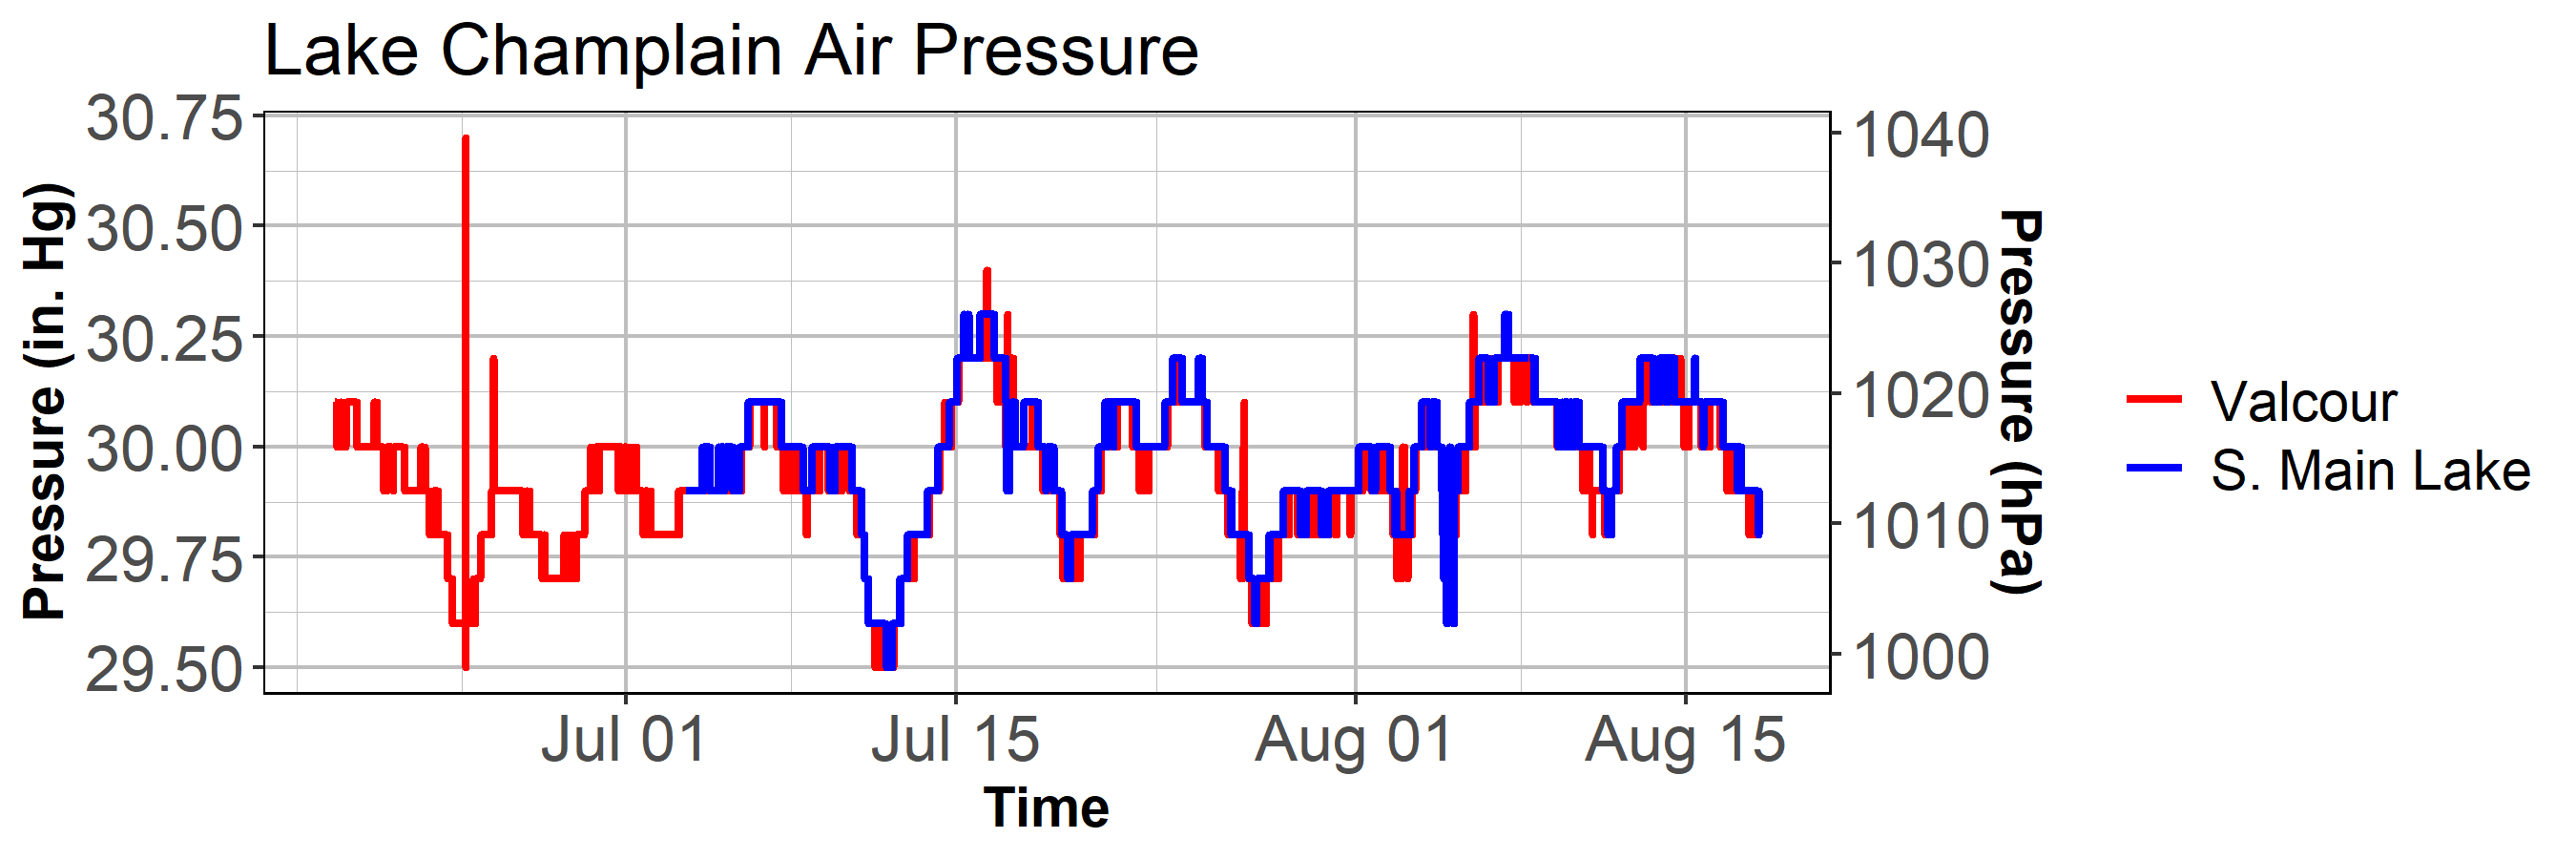 Lake Champlain Air Pressure
Pressure (in. Hg)
30.75
30.50
30.25
30.00
29.75
29.50
1040
1030
1020
1010
1000
Pressure (hPa)
Jul 01
Jul 15
Aug 01
Aug 15
Time
Valcour
S. Main Lake